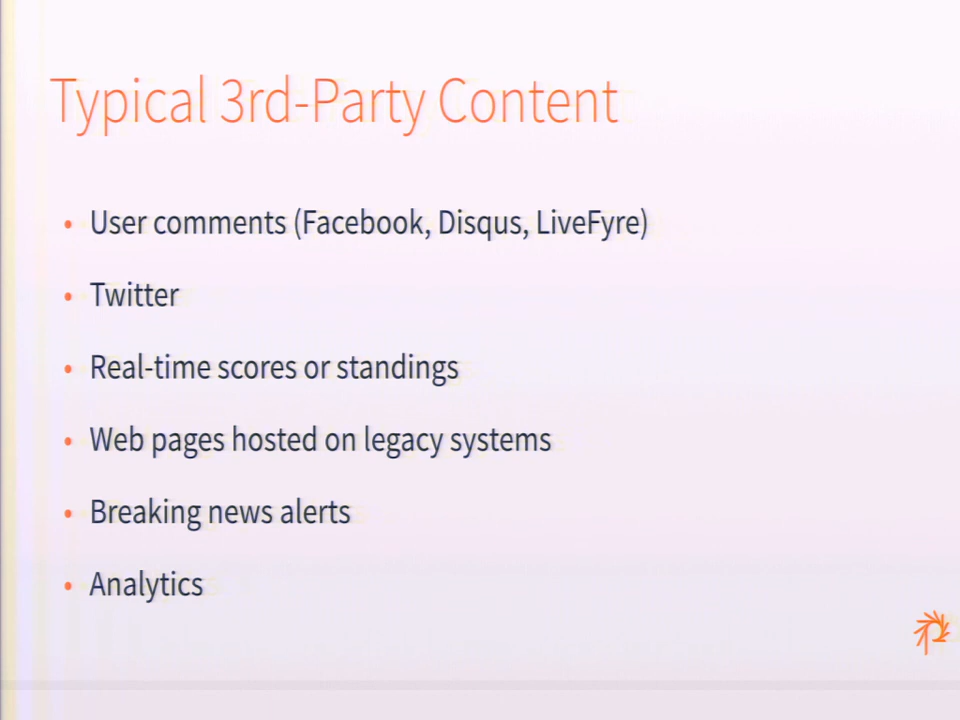 Typical 3rd-Party Content
• User comments (Facebook, Disqus, LiveFyre)
• Twitter
• Real-time scores or standings
• Web pages hosted on legacy systems
• Breaking news alerts
• Analytics